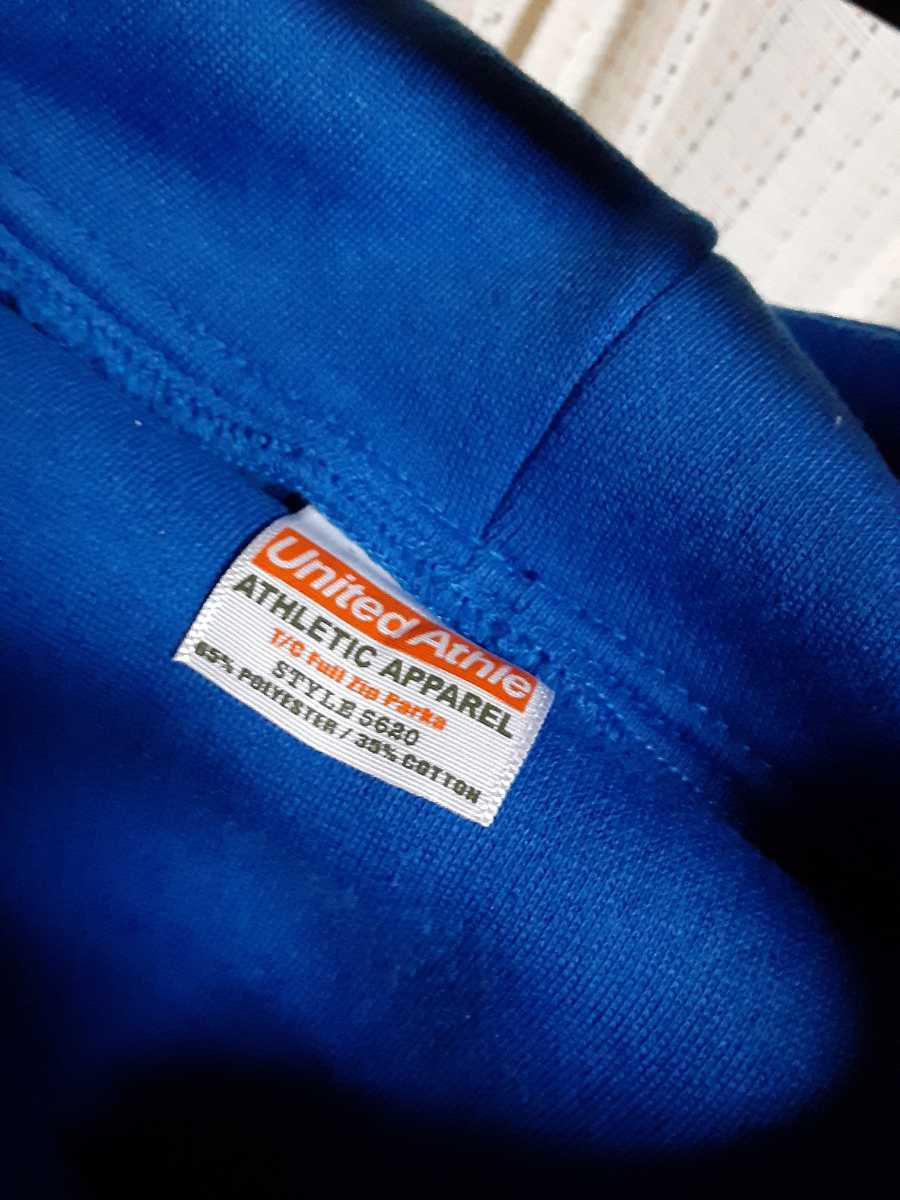 United Athle
ATHLETIC APPAREL
T/C Full Zip Parka
STYLE 5620
65% POLYESTER / 35% COTTON